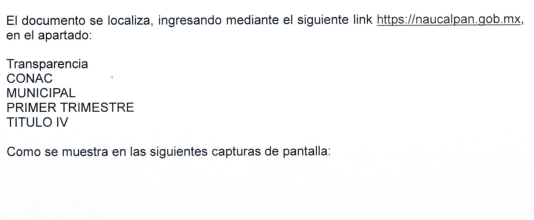 El documento se localiza, ingresando mediante el siguiente link https://naucalpan.gob.mx,
en el apartado:
Transparencia
CONAC
MUNICIPAL
PRIMER TRIMESTRE
TITULO IV
Como se muestra en las siguientes capturas de pantalla: